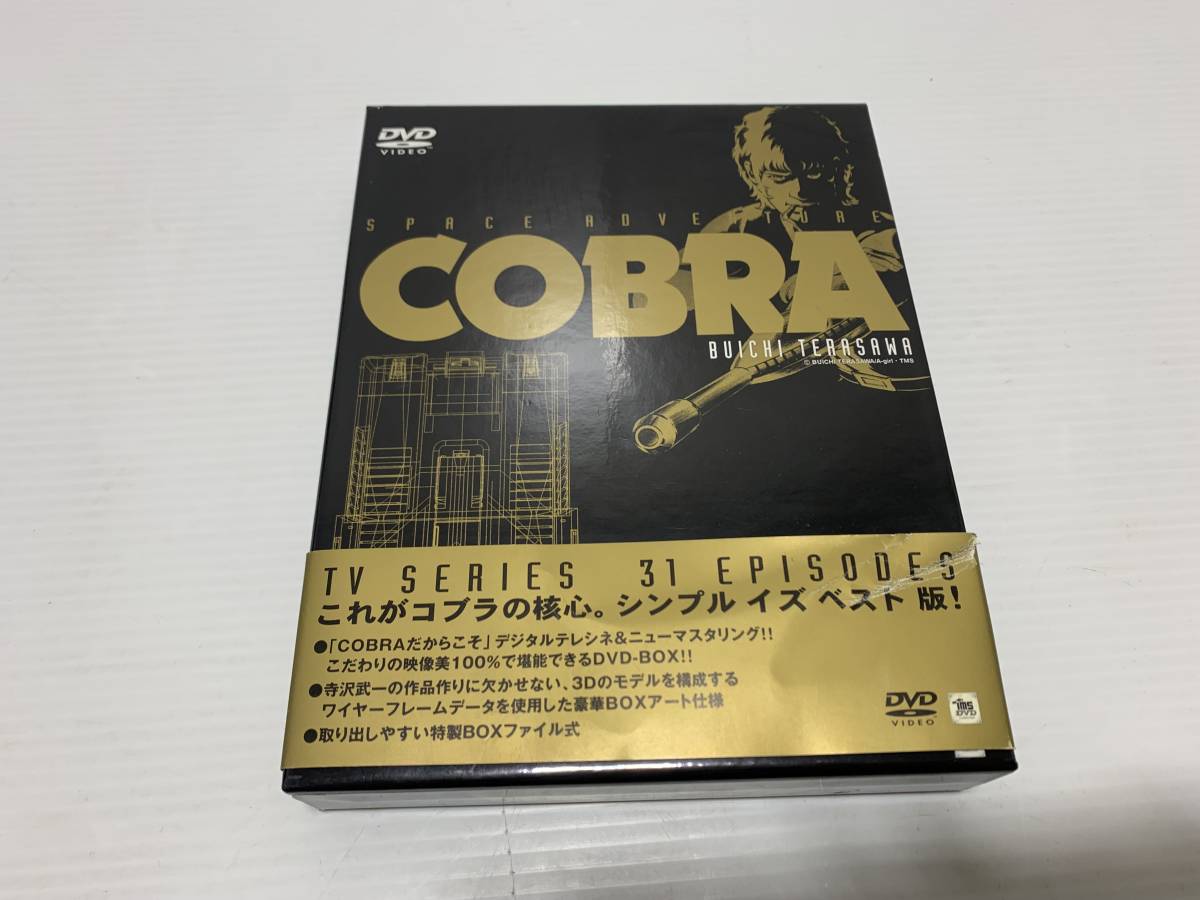 DVD
VIDEO
SPACE ADVENTURE
COBRA
BUICHI TERASAWA
© BUICHI TERASAWA/A-girl・TMS
TV SERIES 31 EPISODES
これがコブラの核心。シンプル イズ ベスト 版!
●「COBRAだからこそ」デジタルテレシネ&ニューマスタリング!!
こだわりの映像美100%で堪能できるDVD-BOX!!
●寺沢武一の作品作りに欠かせない、3Dのモデルを構成する
ワイヤーフレームデータを使用した豪華BOXアート仕様
●取り出しやすい特製BOXファイル式
DVD
VIDEO
tms
DVD